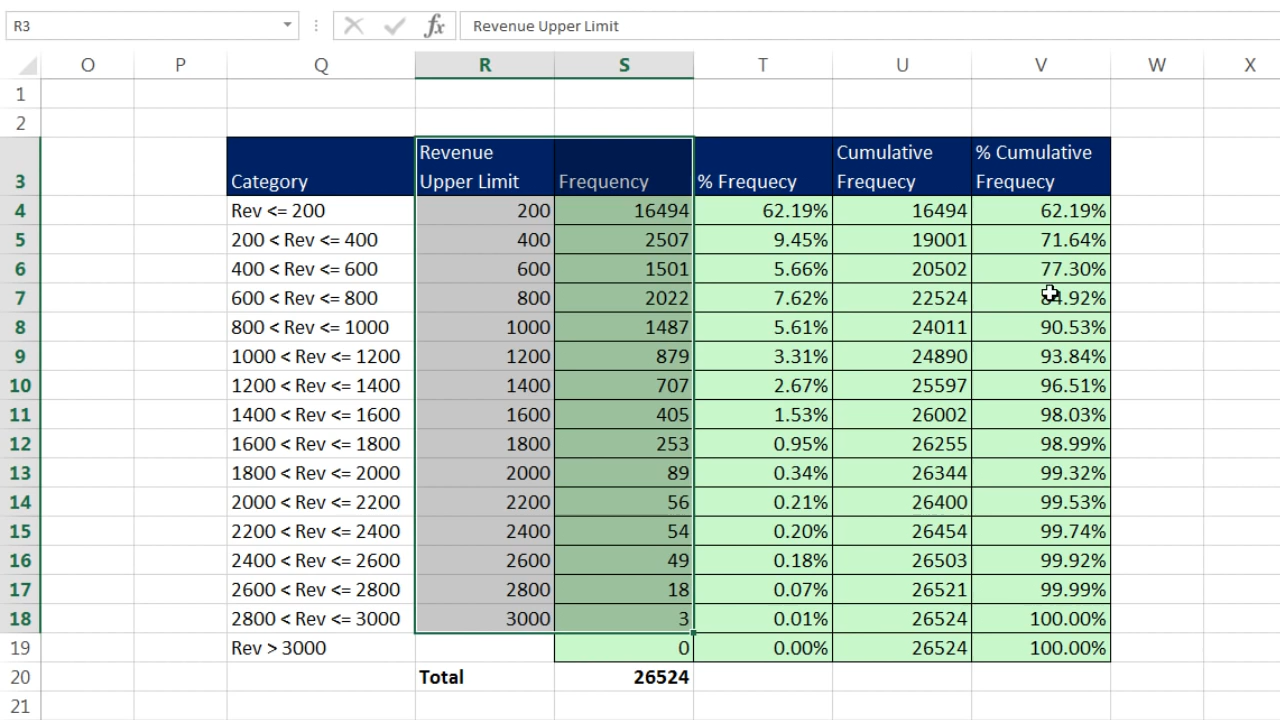 R3 fx Revenue Upper Limit
O P Q R S T U V W X
1
2
3 Category Revenue Upper Limit Frequency % Frequecy Cumulative Frequecy % Cumulative Frequecy
4 Rev <= 200 200 16494 62.19% 16494 62.19%
5 200 < Rev <= 400 400 2507 9.45% 19001 71.64%
6 400 < Rev <= 600 600 1501 5.66% 20502 77.30%
7 600 < Rev <= 800 800 2022 7.62% 22524 84.92%
8 800 < Rev <= 1000 1000 1487 5.61% 24011 90.53%
9 1000 < Rev <= 1200 1200 879 3.31% 24890 93.84%
10 1200 < Rev <= 1400 1400 707 2.67% 25597 96.51%
11 1400 < Rev <= 1600 1600 405 1.53% 26002 98.03%
12 1600 < Rev <= 1800 1800 253 0.95% 26255 98.99%
13 1800 < Rev <= 2000 2000 89 0.34% 26344 99.32%
14 2000 < Rev <= 2200 2200 56 0.21% 26400 99.53%
15 2200 < Rev <= 2400 2400 54 0.20% 26454 99.74%
16 2400 < Rev <= 2600 2600 49 0.18% 26503 99.92%
17 2600 < Rev <= 2800 2800 18 0.07% 26521 99.99%
18 2800 < Rev <= 3000 3000 3 0.01% 26524 100.00%
19 Rev > 3000 0 0.00% 26524 100.00%
20 Total 26524
21